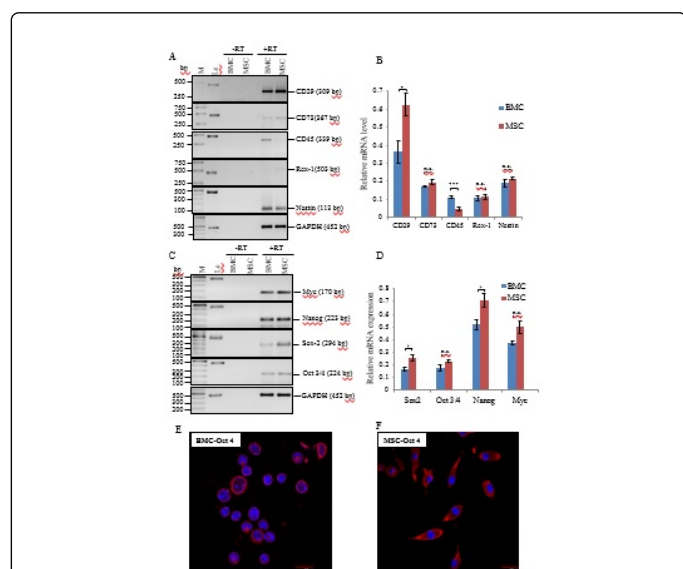 A
-RT +RT
bp M BMC MSC BMC MSC
500
250
CD29 (309 bp)
750
500
250
CD73(367 bp)
500
250
CD45 (339 bp)
750
500
250
Rex-1(503 bp)
500
100
Nestin (113 bp)
500
300
GAPDH (452 bp)
B
Relative mRNA level
0.7
0.6
0.5
0.4
0.3
0.2
0.1
0
BMC
MSC
*
n.s.
***
n.s.
n.s.
CD29 CD73 CD45 Rex-1 Nestin
C
-RT +RT
bp M BMC MSC BMC MSC
Myc (170 bp)
Nanog (223 bp)
Sox-2 (294 bp)
Oct 3/4 (224 bp)
GAPDH (452 bp)
D
Relative mRNA expression
0.8
0.7
0.6
0.5
0.4
0.3
0.2
0.1
0
BMC
MSC
*
n.s.
*
n.s.
Sox2 Oct 3/4 Nanog Myc
E
BMC-Oct 4
F
MSC-Oct 4